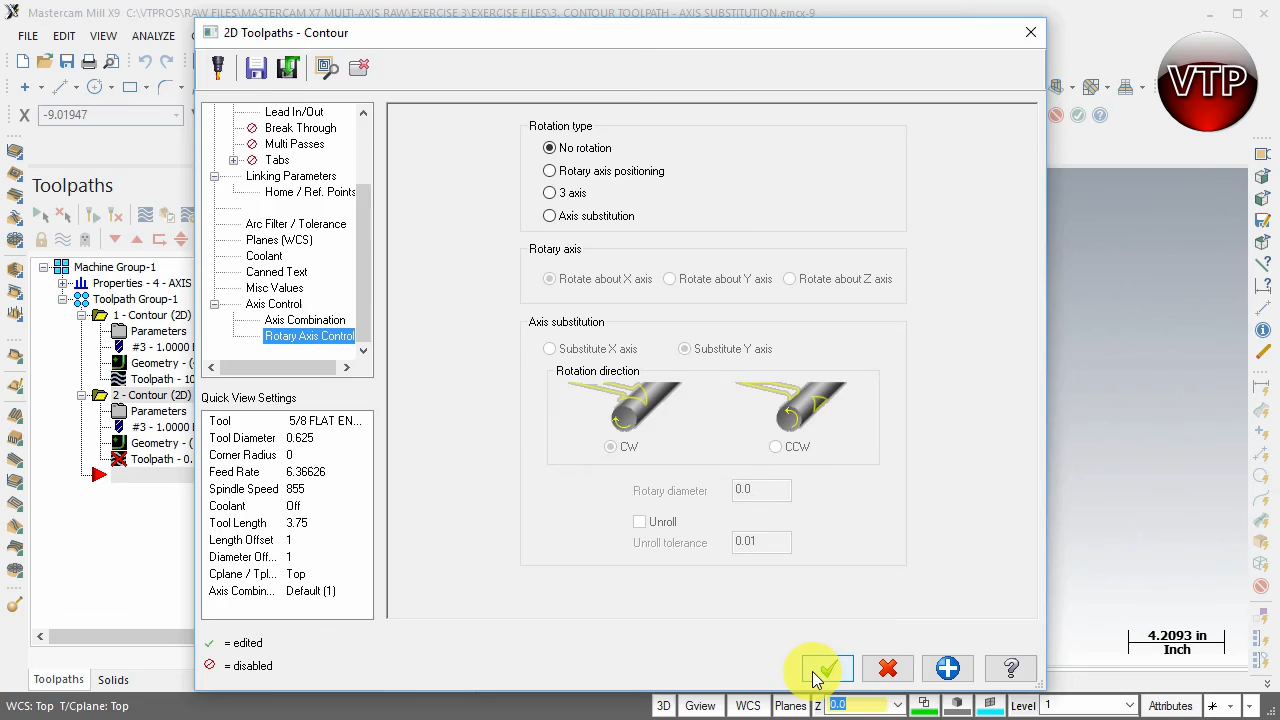 Mastercam Mill X9 C:\VTPROS\RAW FILES\MASTERCAM X7 MULTI-AXIS RAW\EXERCISE 3\EXERCISE FILES\3. CONTOUR TOOLPATH - AXIS SUBSTITUTION.emcx-9
FILE EDIT VIEW ANALYZE
2D Toolpaths - Contour
VTP
X -9.01947
Toolpaths
Machine Group-1
Properties - 4 - AXIS
Toolpath Group-1
1 - Contour (2D)
Parameters
#3 - 1.0000
Geometry -
Toolpath - 10
2 - Contour (2D)
Parameters
#3 - 1.0000
Geometry - (
Toolpath - 0.
Lead In/Out
Break Through
Multi Passes
Tabs
Linking Parameters
Home / Ref. Points
Arc Filter / Tolerance
Planes (WCS)
Coolant
Canned Text
Misc Values
Axis Control
Axis Combination
Rotary Axis Control
Quick View Settings
Tool 5/8 FLAT EN...
Tool Diameter 0.625
Corner Radius 0
Feed Rate 6.36626
Spindle Speed 855
Coolant Off
Tool Length 3.75
Length Offset 1
Diameter Off... 1
Cplane / Tpl... Top
Axis Combin... Default (1)
= edited
= disabled
Rotation type
No rotation
Rotary axis positioning
3 axis
Axis substitution
Rotary axis
Rotate about X axis Rotate about Y axis Rotate about Z axis
Axis substitution
Substitute X axis Substitute Y axis
Rotation direction
CW CCW
Rotary diameter 0.0
Unroll
Unroll tolerance 0.01
4.2093 in
Inch
Toolpaths Solids
WCS: Top T/Cplane: Top 3D Gview WCS Planes Z 0.0 Level 1 Attributes